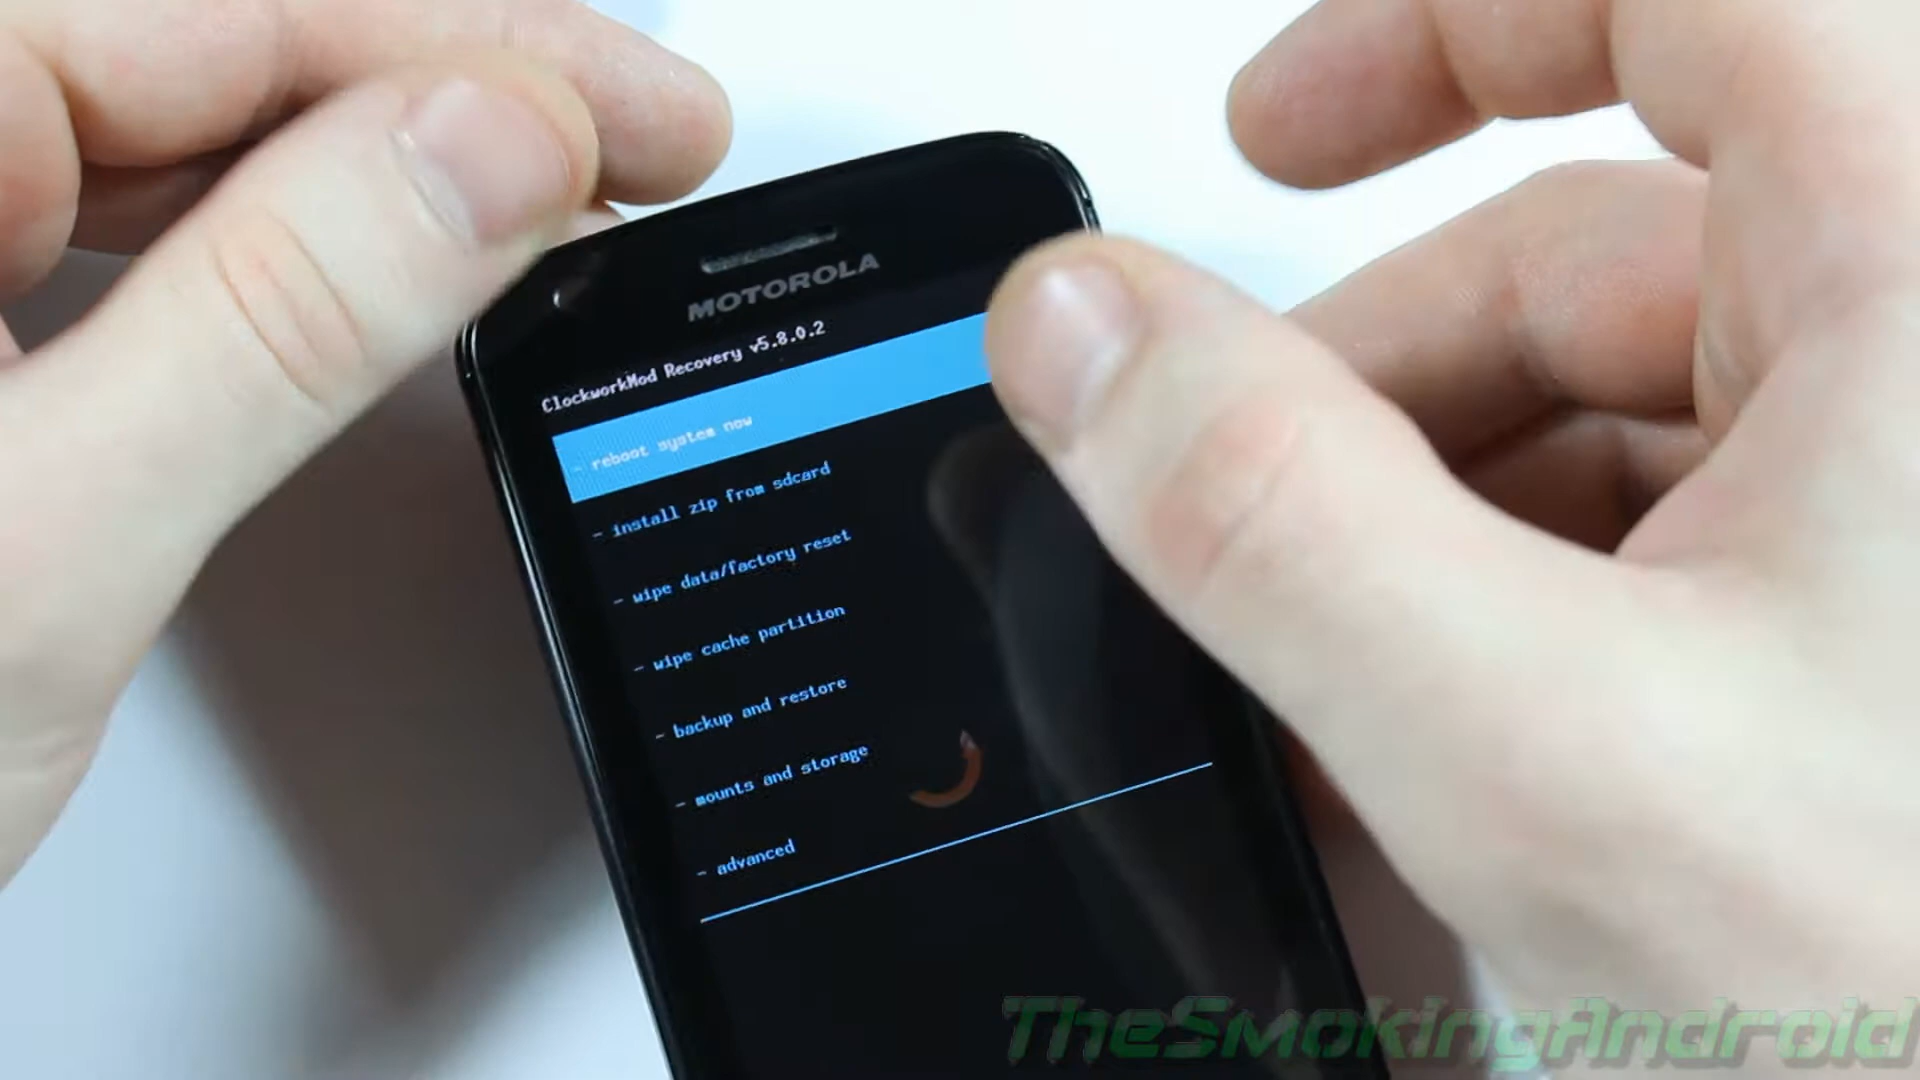 MOTOROLA
ClockworkMod Recovery v5.8.0.2
- reboot system now
- install zip from sdcard
- wipe data/factory reset
- wipe cache partition
- backup and restore
- mounts and storage
- advanced
TheSmokingAndroid